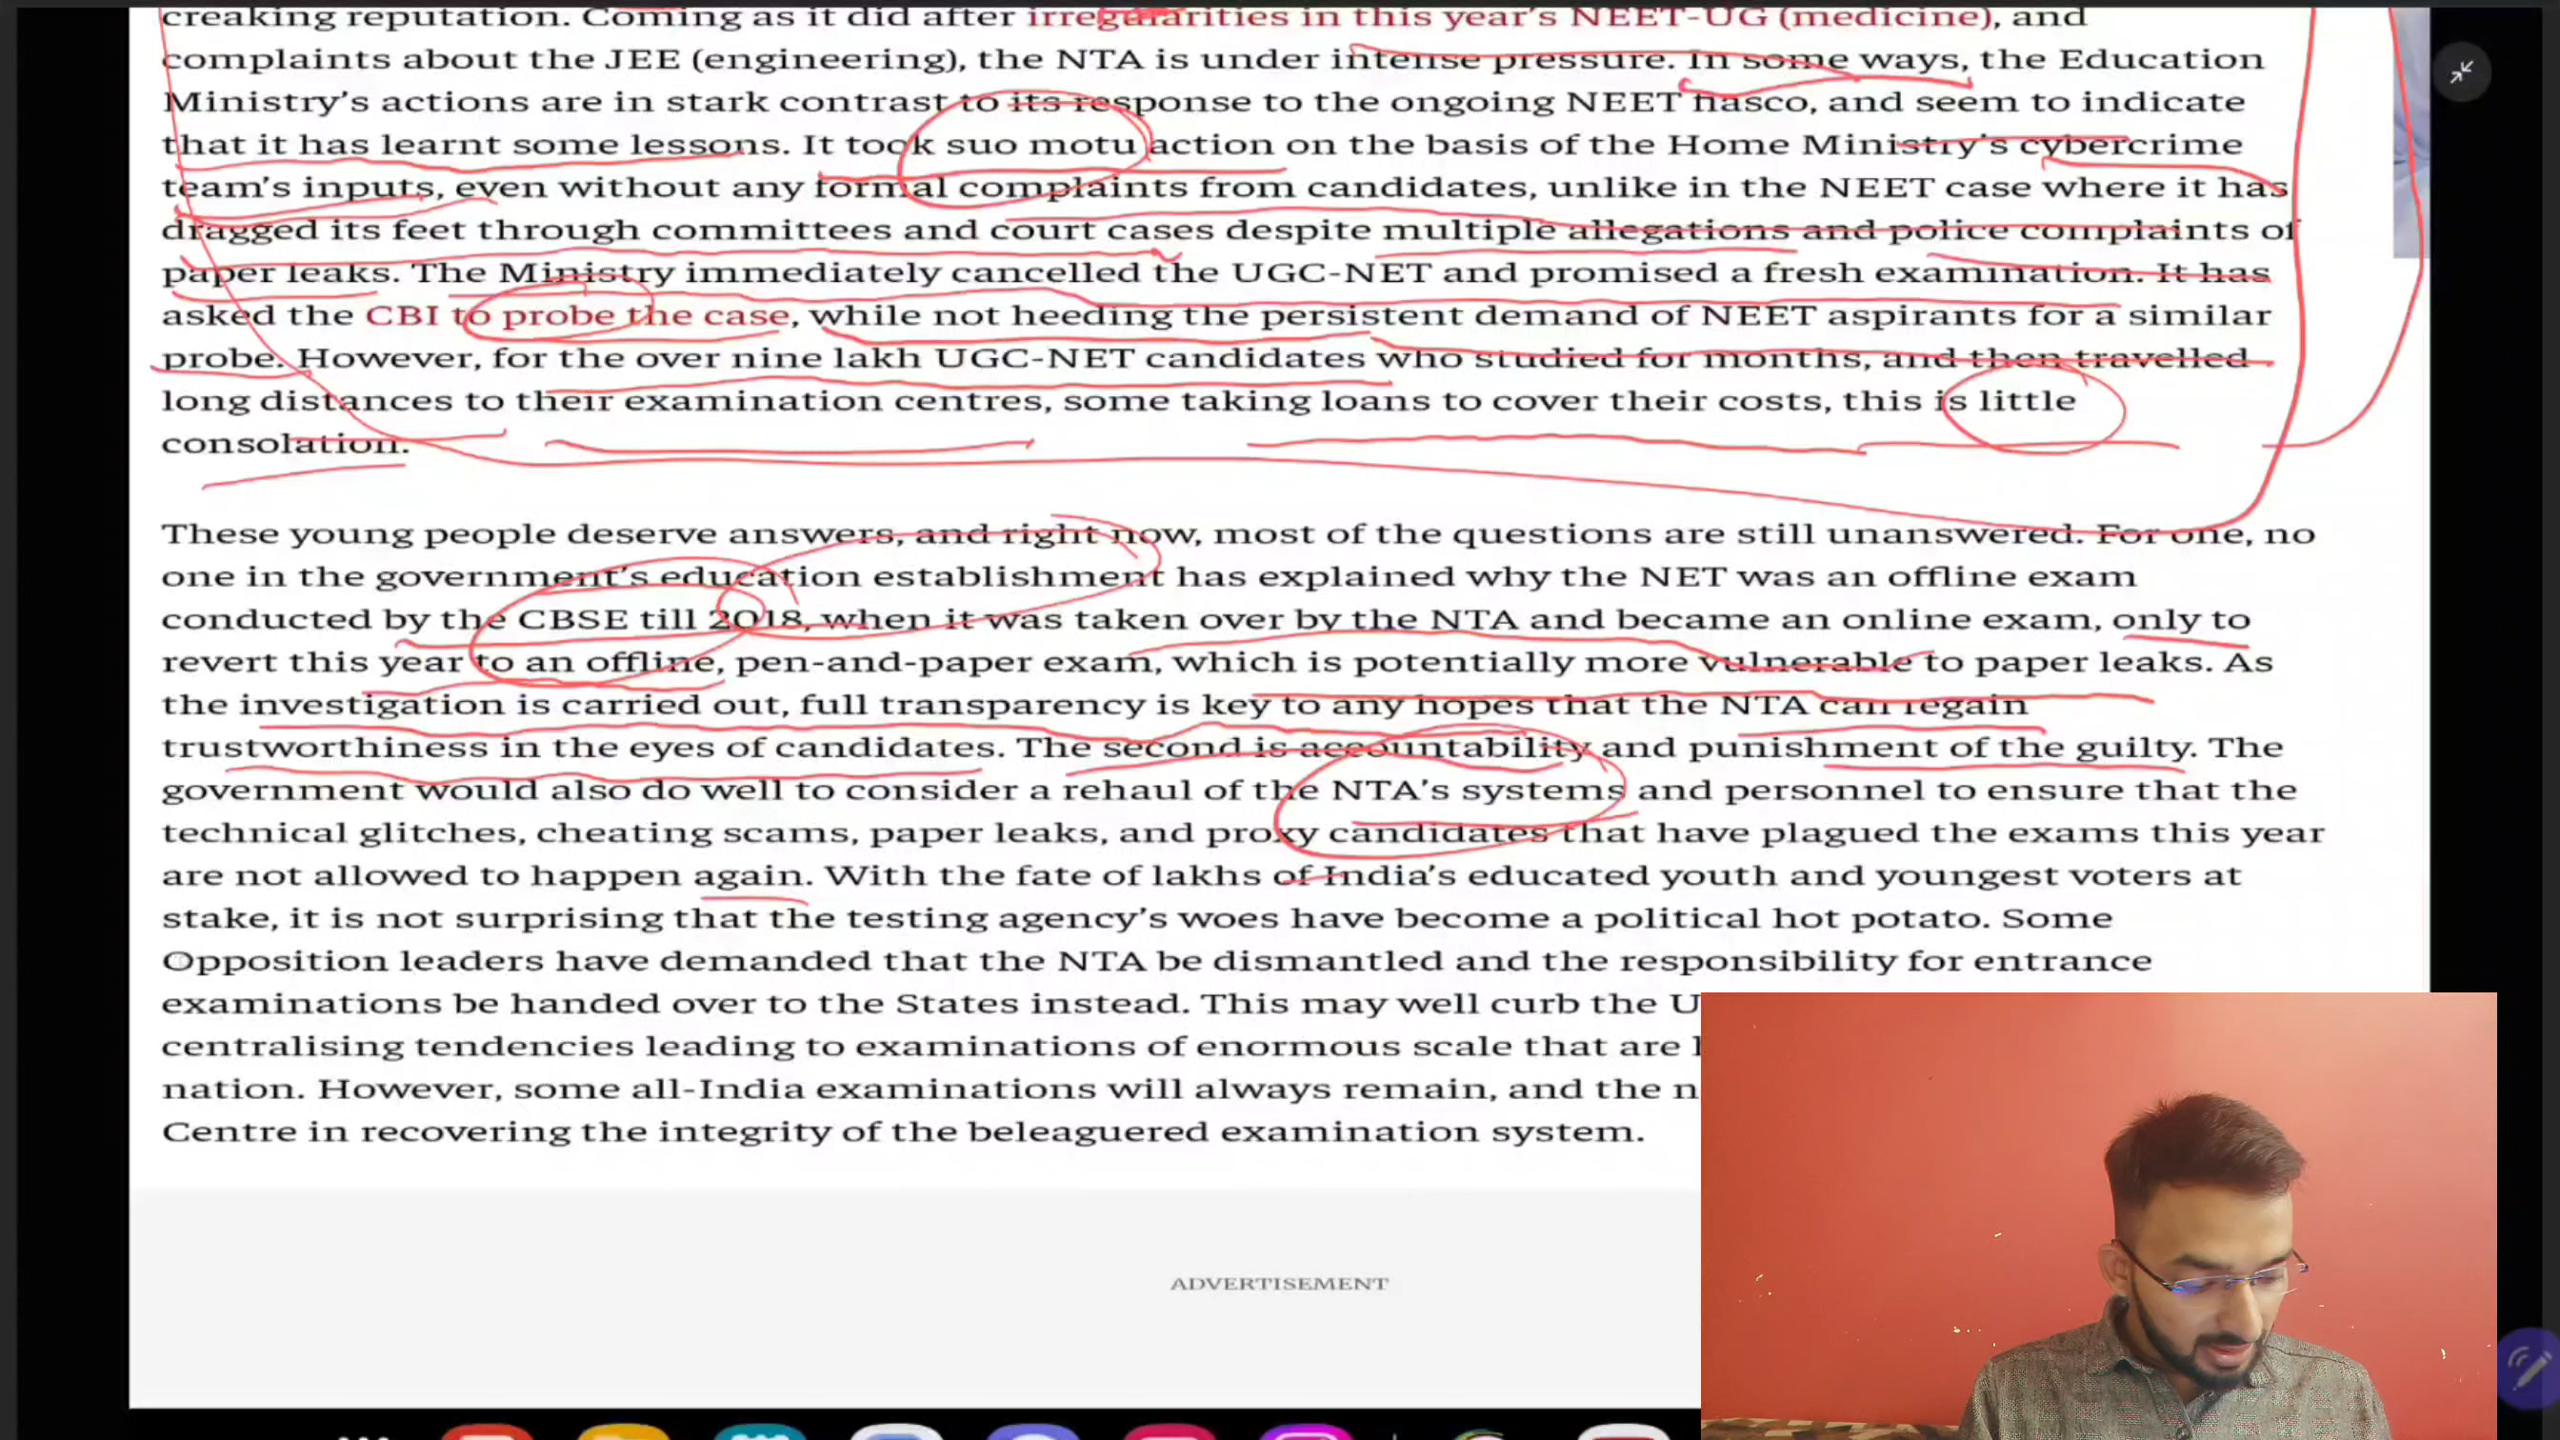 creaking reputation. Coming as it did after irregularities in this year's NEET-UG (medicine), and
complaints about the JEE (engineering), the NTA is under intense pressure. In some ways, the Education
Ministry's actions are in stark contrast to its response to the ongoing NEET fiasco, and seem to indicate
that it has learnt some lessons. It took suo motu action on the basis of the Home Ministry's cybercrime
team's inputs, even without any formal complaints from candidates, unlike in the NEET case where it has
dragged its feet through committees and court cases despite multiple allegations and police complaints of
paper leaks. The Ministry immediately cancelled the UGC-NET and promised a fresh examination. It has
asked the CBI to probe the case, while not heeding the persistent demand of NEET aspirants for a similar
probe. However, for the over nine lakh UGC-NET candidates who studied for months, and then travelled
long distances to their examination centres, some taking loans to cover their costs, this is little
consolation.
These young people deserve answers, and right now, most of the questions are still unanswered. For one, no
one in the government's education establishment has explained why the NET was an offline exam
conducted by the CBSE till 2018, when it was taken over by the NTA and became an online exam, only to
revert this year to an offline, pen-and-paper exam, which is potentially more vulnerable to paper leaks. As
the investigation is carried out, full transparency is key to any hopes that the NTA can regain
trustworthiness in the eyes of candidates. The second is accountability and punishment of the guilty. The
government would also do well to consider a rehaul of the NTA's systems and personnel to ensure that the
technical glitches, cheating scams, paper leaks, and proxy candidates that have plagued the exams this year
are not allowed to happen again. With the fate of lakhs of India's educated youth and youngest voters at
stake, it is not surprising that the testing agency's woes have become a political hot potato. Some
Opposition leaders have demanded that the NTA be dismantled and the responsibility for entrance
examinations be handed over to the States instead. This may well curb the
centralising tendencies leading to examinations of enormous scale that are
nation. However, some all-India examinations will always remain, and the
Centre in recovering the integrity of the beleaguered examination system.
ADVERTISEMENT